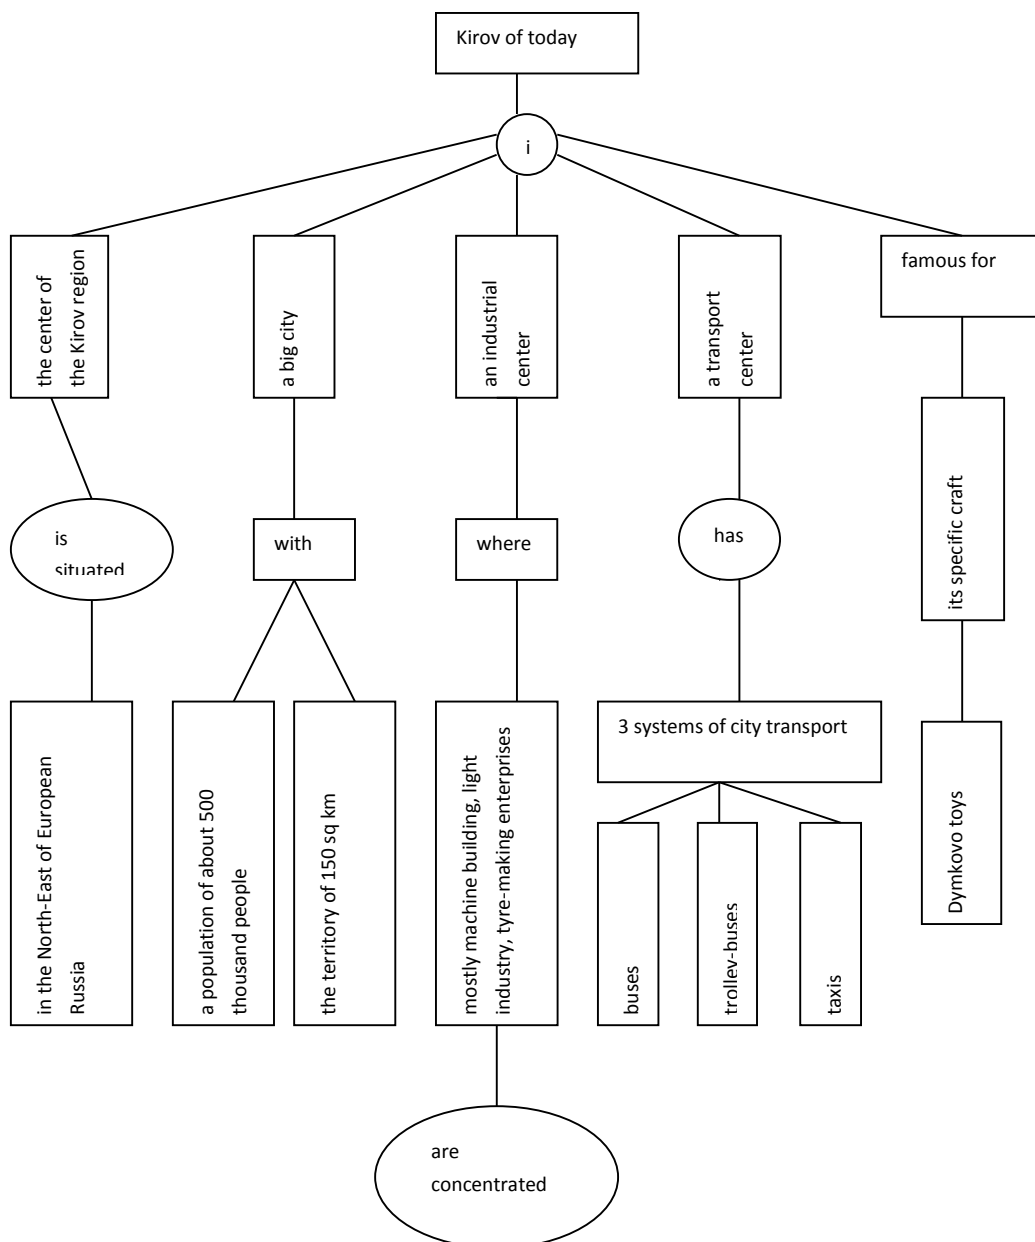 Kirov of today
i
the center of
the Kirov region
a big city
an industrial
center
a transport
center
famous for
is
situated
with
where
has
its specific craft
in the North-East of European
Russia
a population of about 500
thousand people
the territory of 150 sq km
mostly machine building, light
industry, tyre-making enterprises
3 systems of city transport
buses
trolley-buses
taxis
Dymkovo toys
are
concentrated